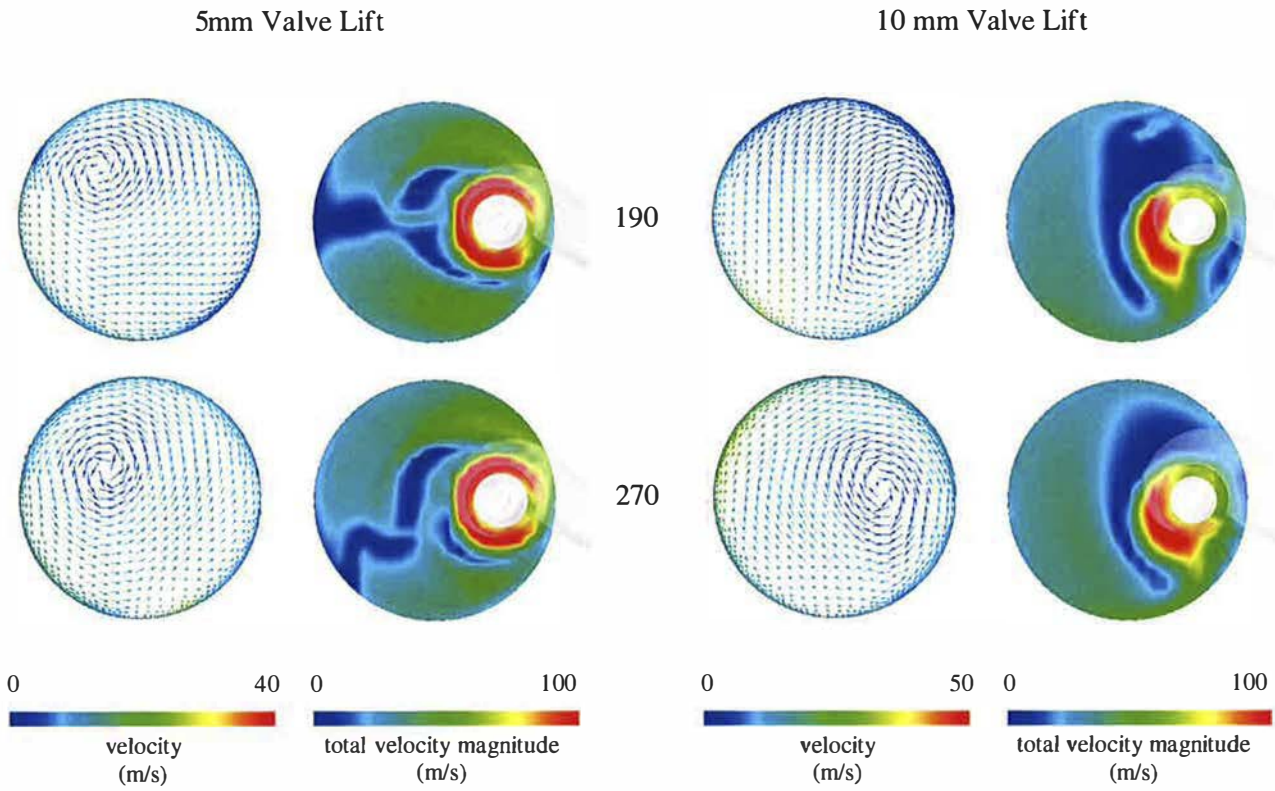 5mm Valve Lift
10 mm Valve Lift
190
270
0 40
0 100
0 50
0 100
velocity
(m/s)
total velocity magnitude
(m/s)
velocity
(m/s)
total velocity magnitude
(m/s)